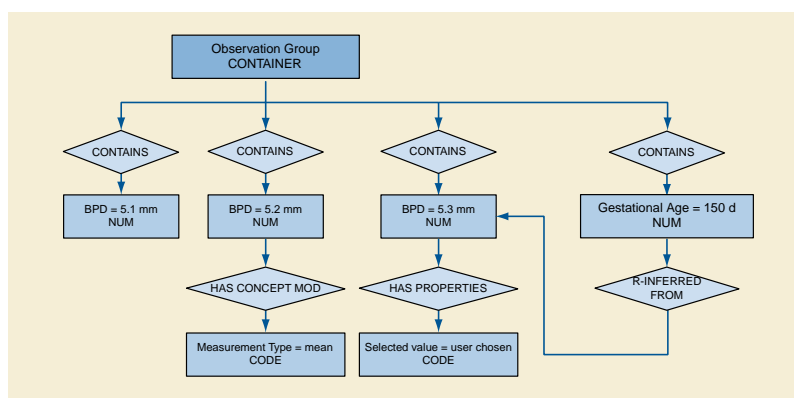 Observation Group
CONTAINER
CONTAINS
CONTAINS
CONTAINS
CONTAINS
BPD = 5.1 mm
NUM
BPD = 5.2 mm
NUM
BPD = 5.3 mm
NUM
Gestational Age = 150 d
NUM
HAS CONCEPT MOD
HAS PROPERTIES
R-INFERRED
FROM
Measurement Type = mean
CODE
Selected value = user chosen
CODE